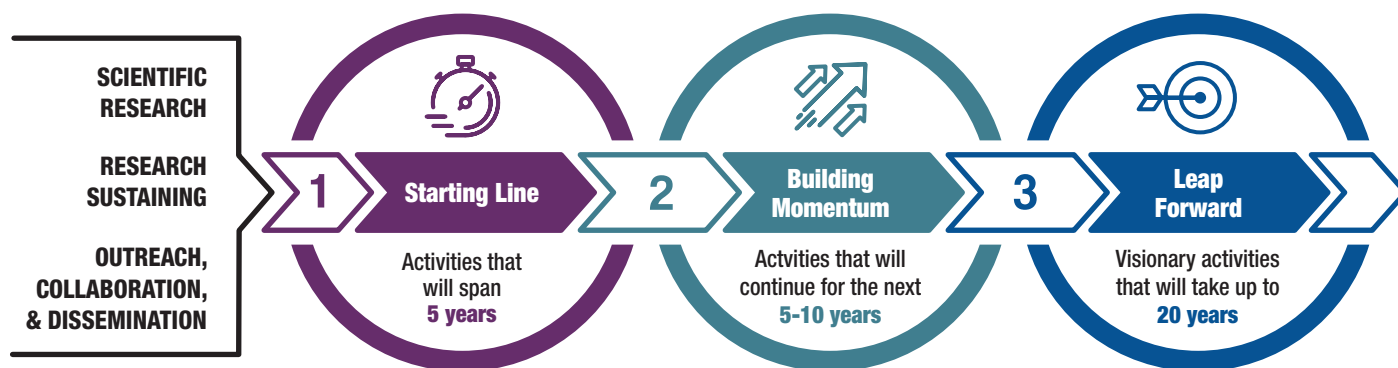 SCIENTIFIC
RESEARCH
RESEARCH
SUSTAINING
OUTREACH,
COLLABORATION,
& DISSEMINATION
1
Starting Line
Activities that
will span
5 years
2
Building
Momentum
Actvities that will
continue for the next
5-10 years
3
Leap
Forward
Visionary activities
that will take up to
20 years